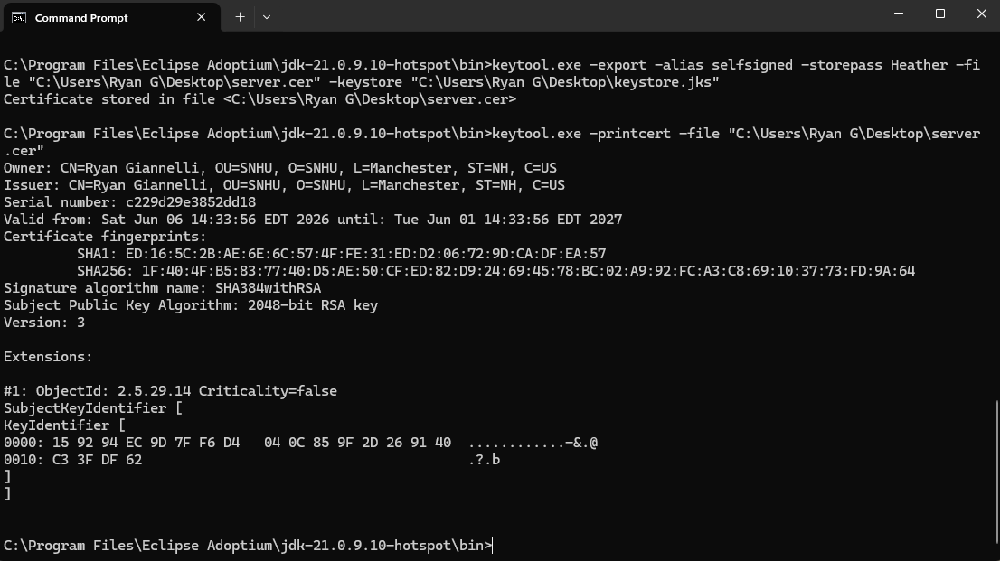 Command Prompt
C:\Program Files\Eclipse Adoptium\jdk-21.0.9.10-hotspot\bin>keytool.exe -export -alias selfsigned -storepass Heather -fi
le "C:\Users\Ryan G\Desktop\server.cer" -keystore "C:\Users\Ryan G\Desktop\keystore.jks"
Certificate stored in file <C:\Users\Ryan G\Desktop\server.cer>
C:\Program Files\Eclipse Adoptium\jdk-21.0.9.10-hotspot\bin>keytool.exe -printcert -file "C:\Users\Ryan G\Desktop\server
.cer"
Owner: CN=Ryan Giannelli, OU=SNHU, O=SNHU, L=Manchester, ST=NH, C=US
Issuer: CN=Ryan Giannelli, OU=SNHU, O=SNHU, L=Manchester, ST=NH, C=US
Serial number: c229d29e3852dd18
Valid from: Sat Jun 06 14:33:56 EDT 2026 until: Tue Jun 01 14:33:56 EDT 2027
Certificate fingerprints:
SHA1: ED:16:5C:2B:AE:6E:6C:57:4F:FE:31:ED:D2:06:72:9D:CA:DF:EA:57
SHA256: 1F:40:4F:B5:83:77:40:D5:AE:50:CF:ED:82:D9:24:69:45:78:BC:02:A9:92:FC:A3:C8:69:10:37:73:FD:9A:64
Signature algorithm name: SHA384withRSA
Subject Public Key Algorithm: 2048-bit RSA key
Version: 3
Extensions:
#1: ObjectId: 2.5.29.14 Criticality=false
SubjectKeyIdentifier [
KeyIdentifier [
0000: 15 92 94 EC 9D 7F F6 D4   04 0C 85 9F 2D 26 91 40  ............-&.@
0010: C3 3F DF 62                                        .?.b
]
]
C:\Program Files\Eclipse Adoptium\jdk-21.0.9.10-hotspot\bin>